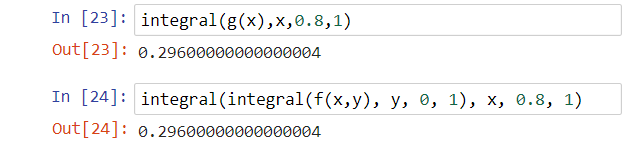 In [23]: integral(g(x),x,0.8,1)
Out[23]: 0.29600000000000004
In [24]: integral(integral(f(x,y), y, 0, 1), x, 0.8, 1)
Out[24]: 0.29600000000000004